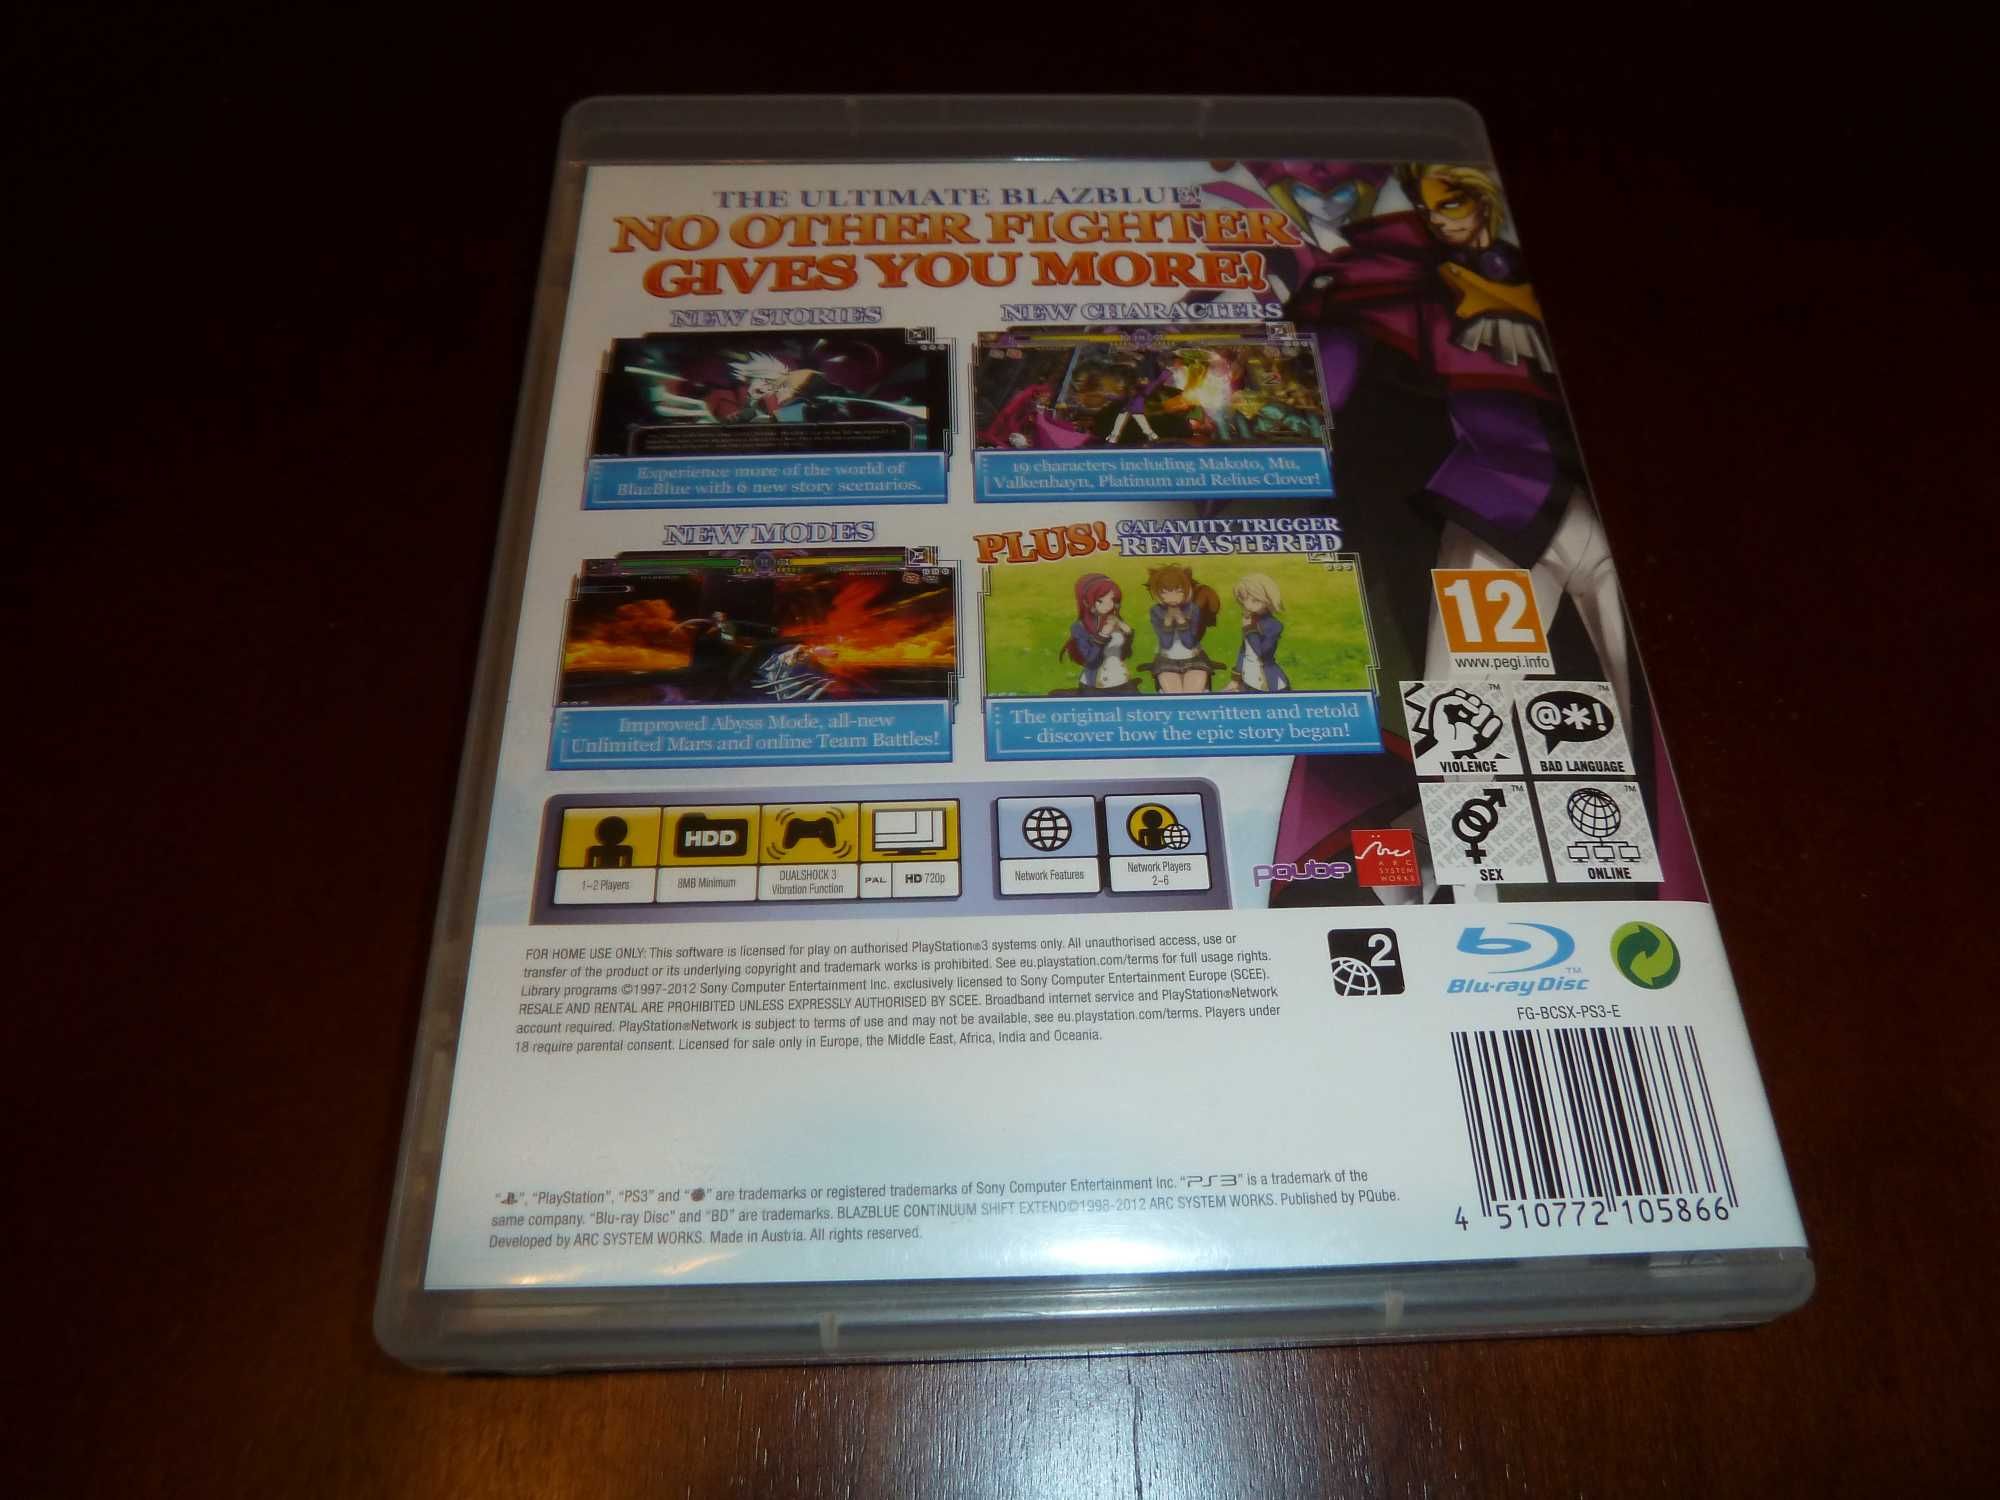 THE ULTIMATE BLAZBLUE!
NO OTHER FIGHTER
GIVES YOU MORE!
NEW STORIES
Experience more of the world of
BlazBlue with 6 new story scenarios.
NEW CHARACTERS
19 characters including Makoto, Mu,
Valkenhayn, Platinum and Relius Clover!
NEW MODES
Improved Abyss Mode, all-new
Unlimited Mars and online Team Battles!
PLUS! CALAMITY TRIGGER
REMASTERED
The original story rewritten and retold
- discover how the epic story began!
12
www.pegi.info
VIOLENCE
@*!
BAD LANGUAGE
SEX
ONLINE
1-2 Players
HDD
8MB Minimum
DUALSHOCK 3
Vibration Function
PAL
HD 720p
Network Features
Network Players
2-6
PQube
ARC
SYSTEM
WORKS
FOR HOME USE ONLY: This software is licensed for play on authorised PlayStation®3 systems only. All unauthorised access, use or
transfer of the product or its underlying copyright and trademark works is prohibited. See eu.playstation.com/terms for full usage rights.
Library programs ©1997-2012 Sony Computer Entertainment Inc. exclusively licensed to Sony Computer Entertainment Europe (SCEE).
RESALE AND RENTAL ARE PROHIBITED UNLESS EXPRESSLY AUTHORISED BY SCEE. Broadband internet service and PlayStation®Network
account required. PlayStation®Network is subject to terms of use and may not be available, see eu.playstation.com/terms. Players under
18 require parental consent. Licensed for sale only in Europe, the Middle East, Africa, India and Oceania.
2
Blu-ray Disc™
FG-BCSX-PS3-E
4 510772 105866
"", "PlayStation", "PS3" and "" are trademarks or registered trademarks of Sony Computer Entertainment Inc. "PS3" is a trademark of the
same company. "Blu-ray Disc" and "BD" are trademarks. BLAZBLUE CONTINUUM SHIFT EXTEND©1998-2012 ARC SYSTEM WORKS. Published by PQube.
Developed by ARC SYSTEM WORKS. Made in Austria. All rights reserved.